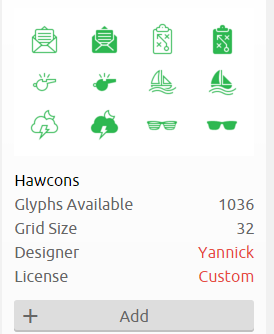 Hawcons
Glyphs Available 1036
Grid Size 32
Designer Yannick
License Custom
+ Add